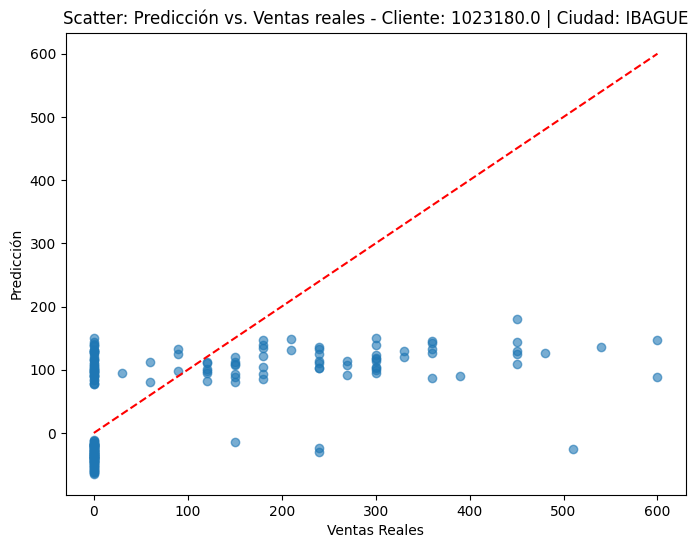 Scatter: Predicción vs. Ventas reales - Cliente: 1023180.0 | Ciudad: IBAGUE
600
500
400
300
200
100
0
Predicción
0 100 200 300 400 500 600
Ventas Reales